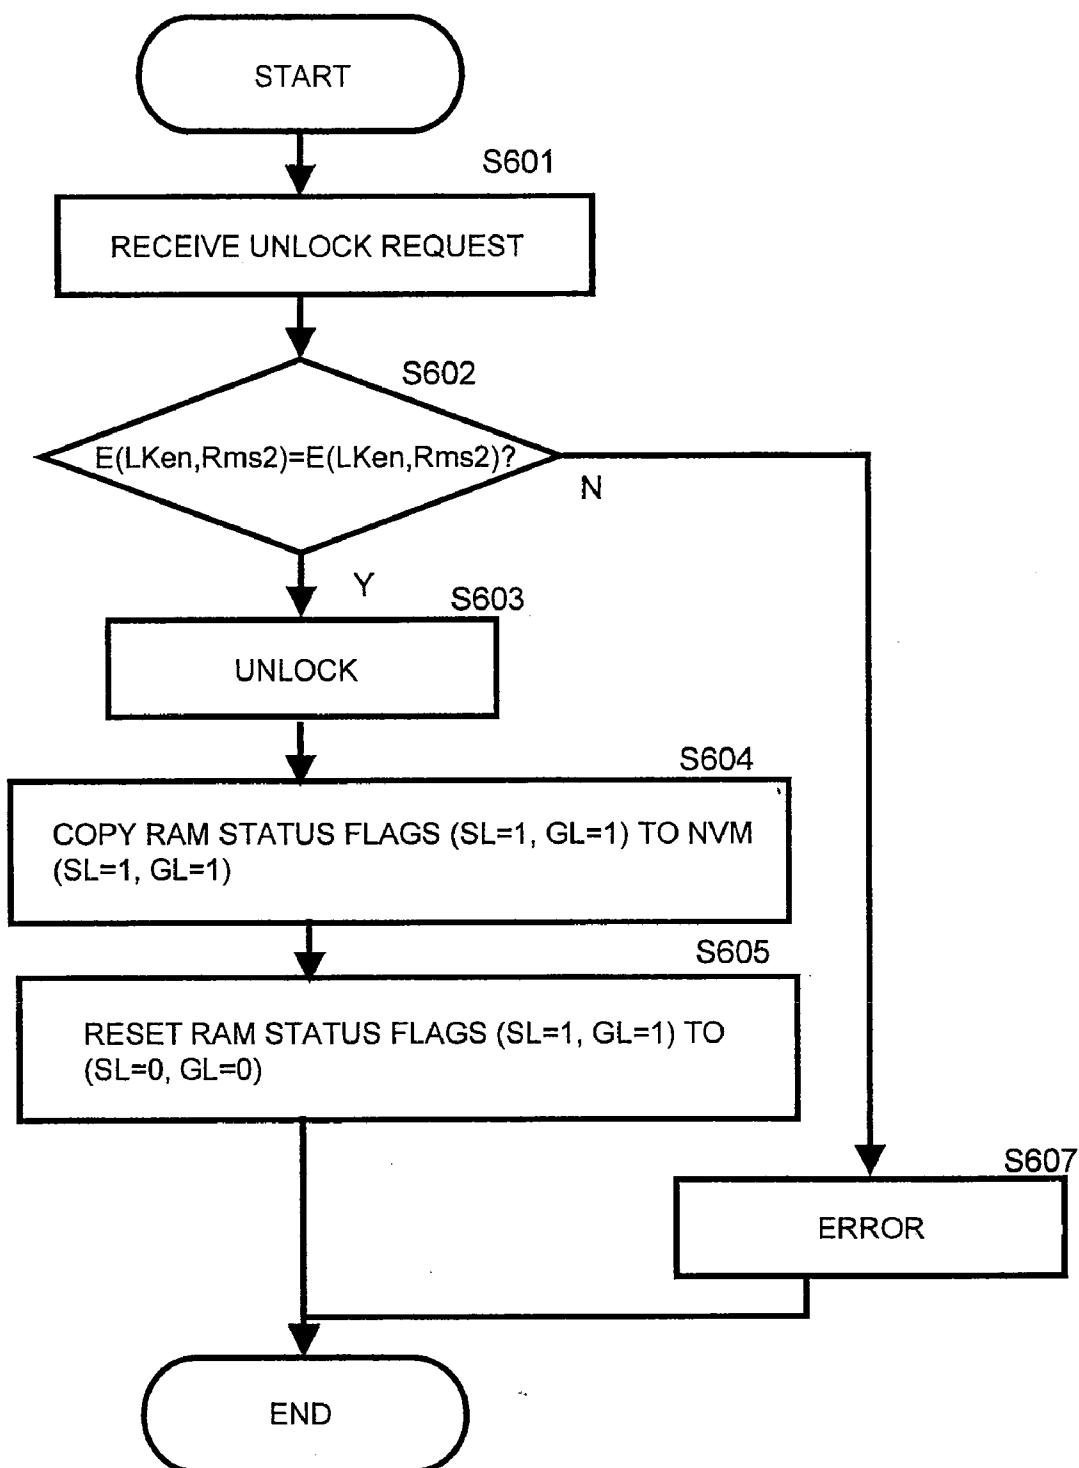 START
S601
RECEIVE UNLOCK REQUEST
S602
E(LKen,Rms2)=E(LKen,Rms2)?
N
Y
S603
UNLOCK
S604
COPY RAM STATUS FLAGS (SL=1, GL=1) TO NVM
(SL=1, GL=1)
S605
RESET RAM STATUS FLAGS (SL=1, GL=1) TO
(SL=0, GL=0)
S607
ERROR
END